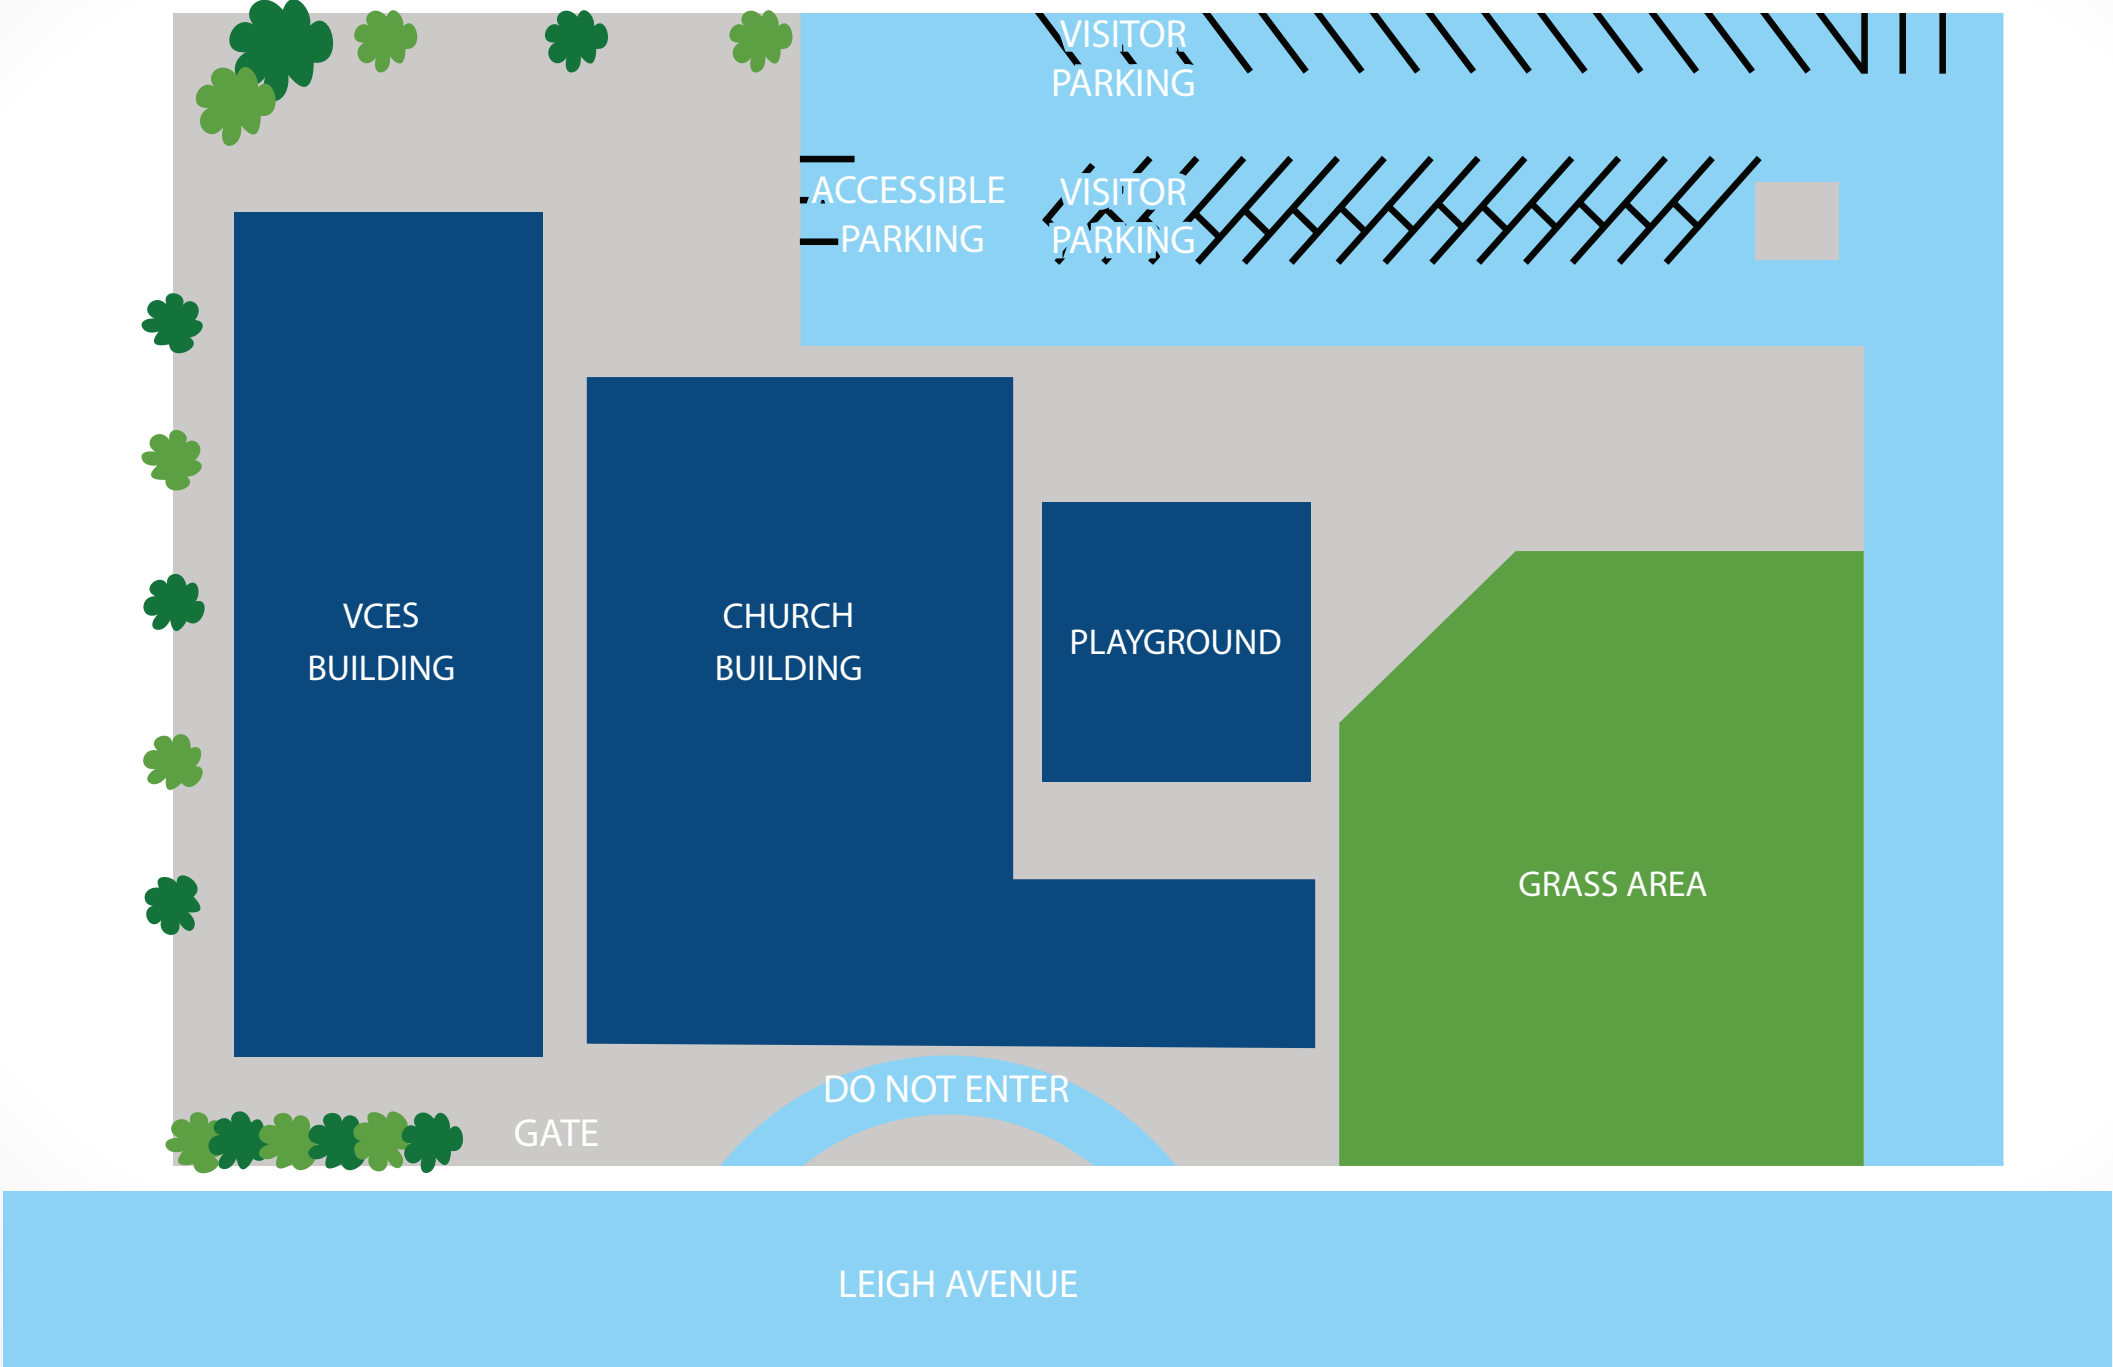 VISITOR
PARKING
ACCESSIBLE
PARKING
VISITOR
PARKING
VCES
BUILDING
CHURCH
BUILDING
PLAYGROUND
GRASS AREA
DO NOT ENTER
GATE
LEIGH AVENUE